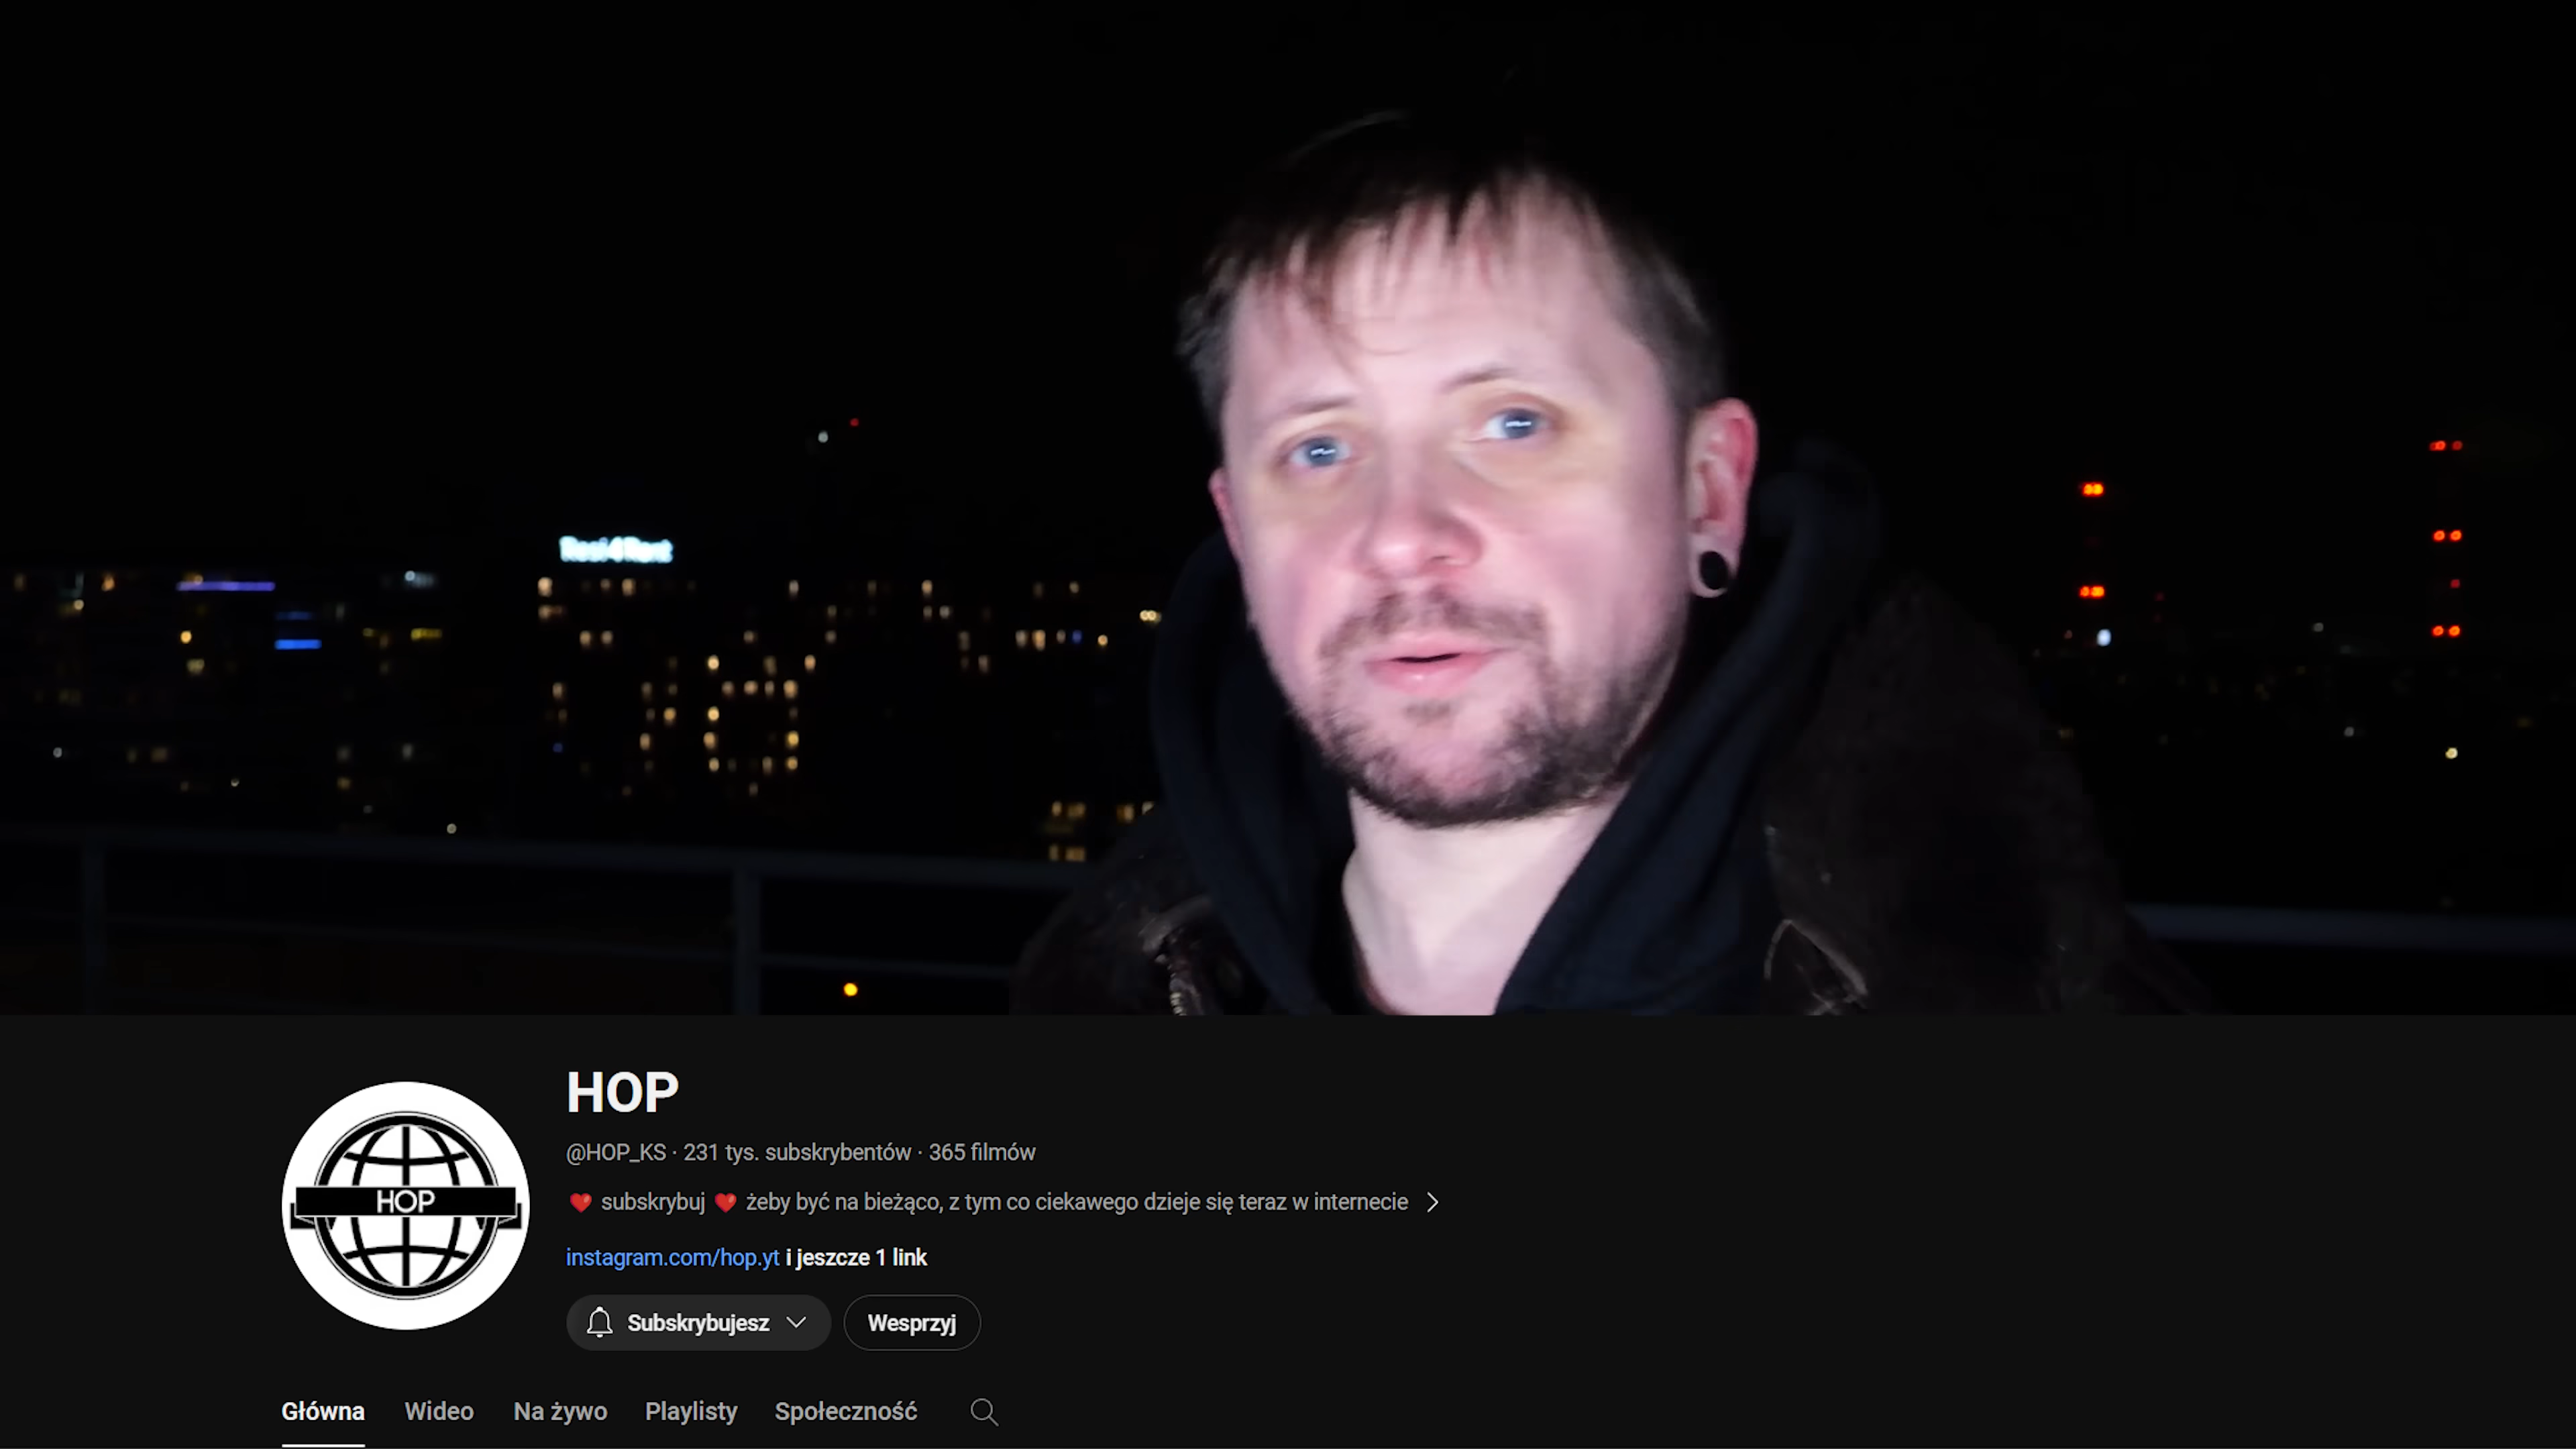 Resi4Rent
HOP
HOP
@HOP_KS · 231 tys. subskrybentów · 365 filmów
❤️ subskrybuj ❤️ żeby być na bieżąco, z tym co ciekawego dzieje się teraz w internecie
instagram.com/hop.yt i jeszcze 1 link
Subskrybujesz
Wesprzyj
Główna Wideo Na żywo Playlisty Społeczność